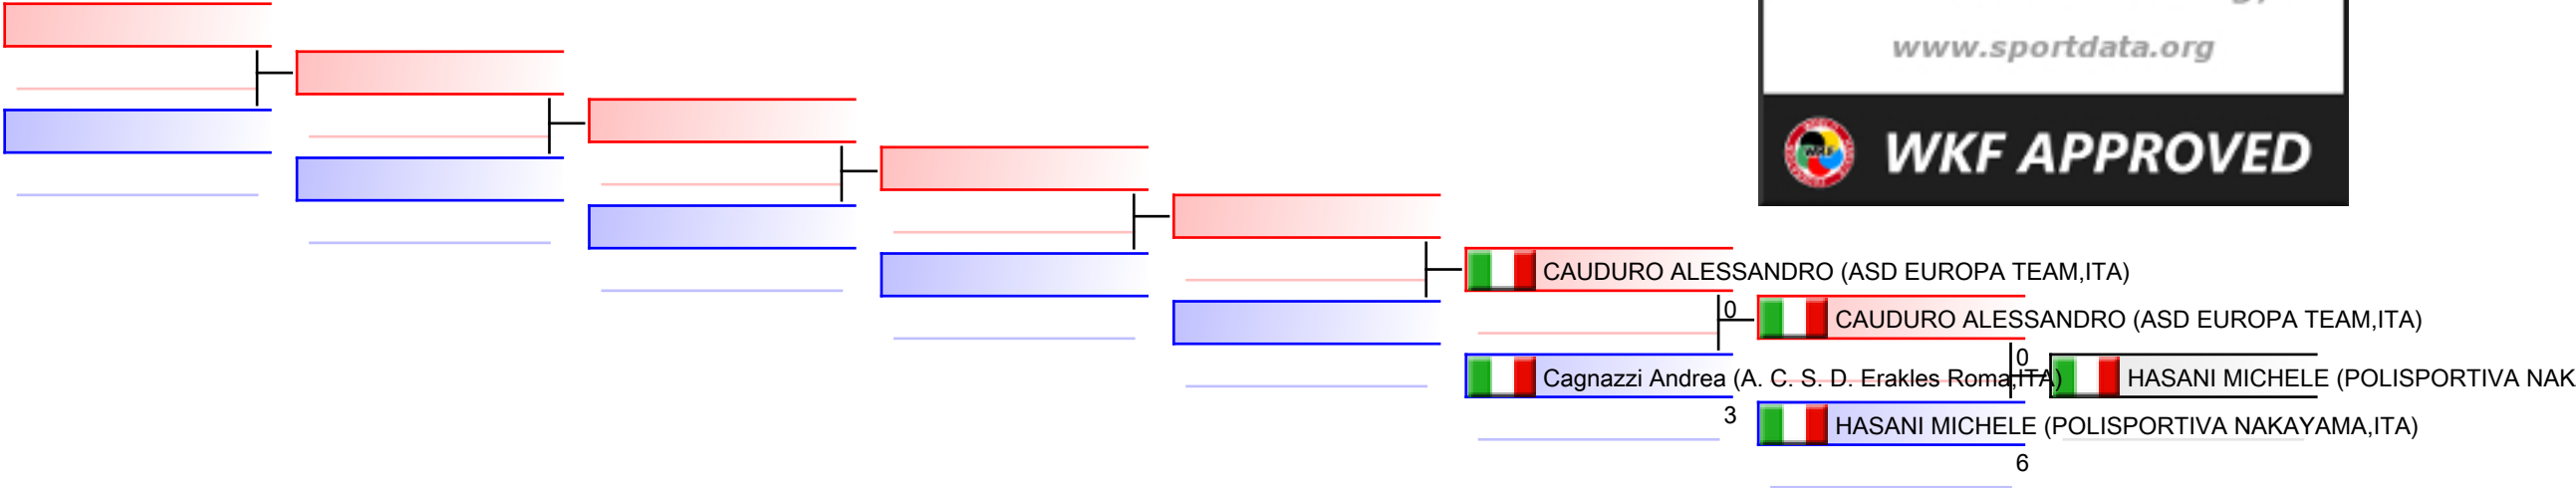 www.sportdata.org
WKF APPROVED
CAUDURO ALESSANDRO (ASD EUROPA TEAM,ITA)
0
CAUDURO ALESSANDRO (ASD EUROPA TEAM,ITA)
0
Cagnazzi Andrea (A. C. S. D. Erakles Roma,ITA)
HASANI MICHELE (POLISPORTIVA NAK
3
HASANI MICHELE (POLISPORTIVA NAKAYAMA,ITA)
6